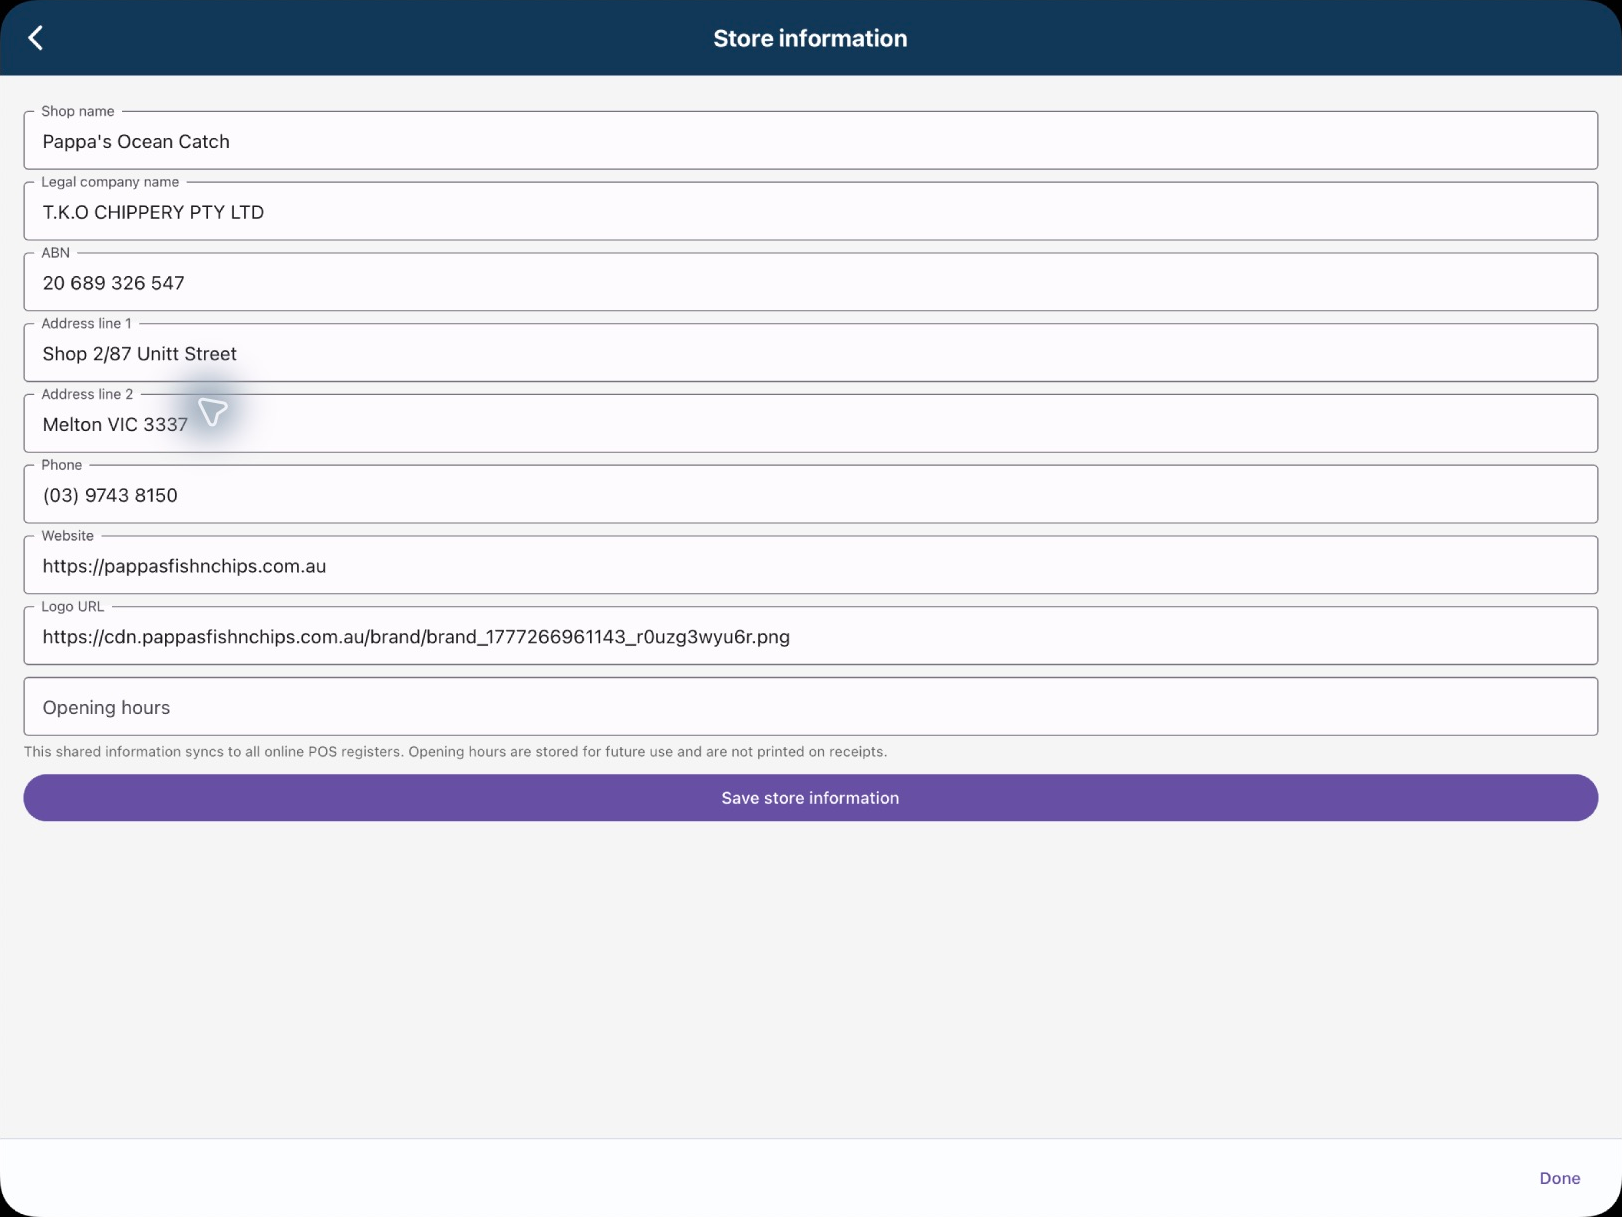 Store information
Shop name
Pappa's Ocean Catch
Legal company name
T.K.O CHIPPERY PTY LTD
ABN
20 689 326 547
Address line 1
Shop 2/87 Unitt Street
Address line 2
Melton VIC 3337
Phone
(03) 9743 8150
Website
https://pappasfishnchips.com.au
Logo URL
https://cdn.pappasfishnchips.com.au/brand/brand_1777266961143_r0uzg3wyu6r.png
Opening hours
This shared information syncs to all online POS registers. Opening hours are stored for future use and are not printed on receipts.
Save store information
Done